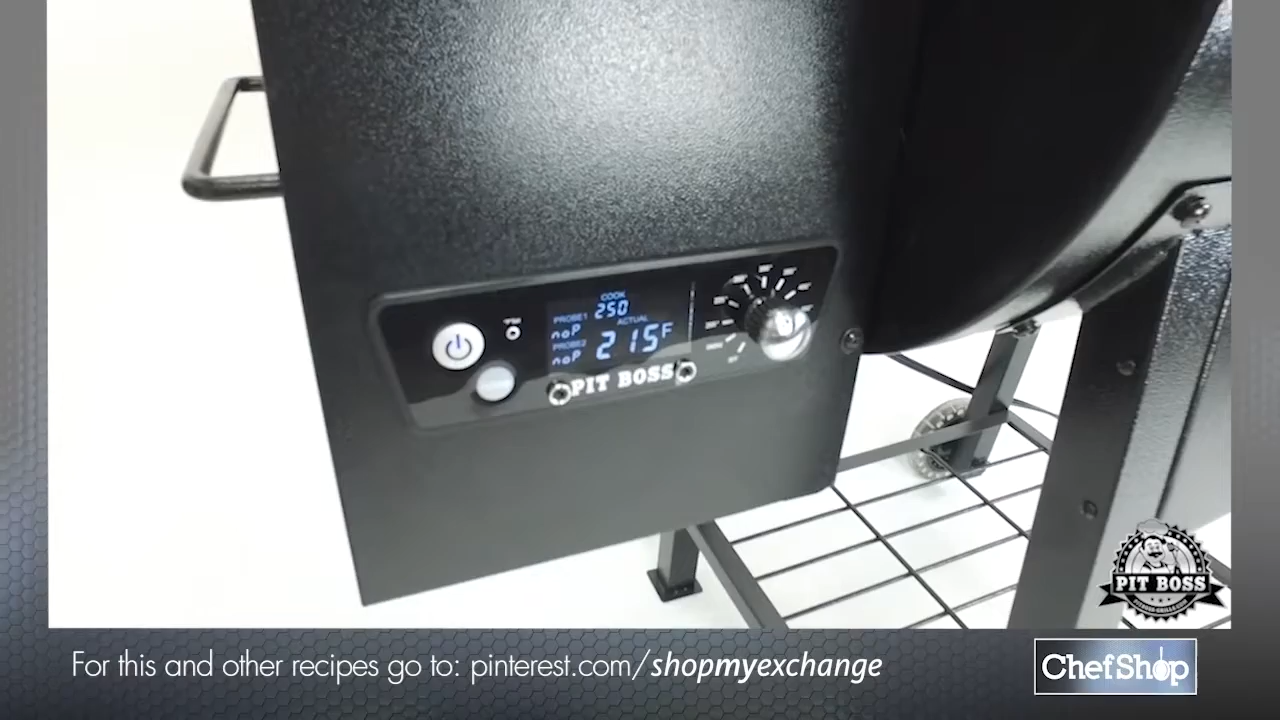 COOK
250
PROBE1
noP
ACTUAL
215F
PROBE2
noP
PIT BOSS
PIT BOSS
For this and other recipes go to: pinterest.com/shopmyexchange
ChefShop